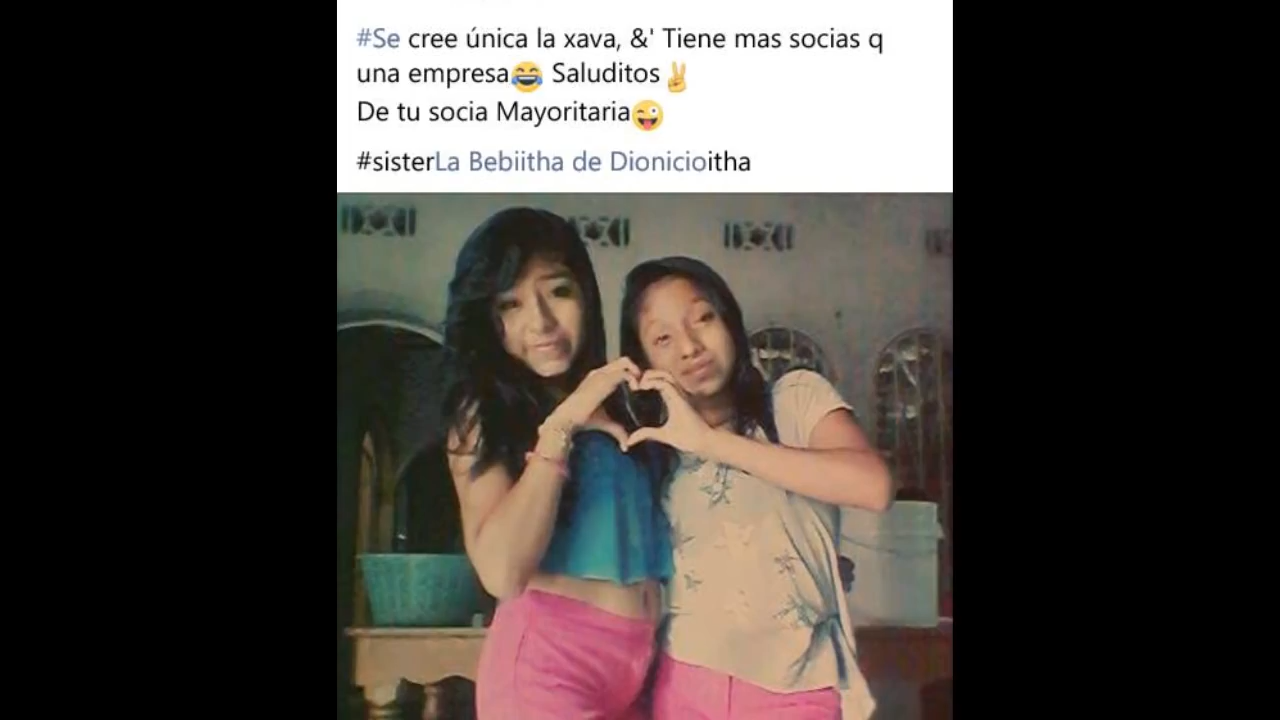 #Se cree única la xava, &' Tiene mas socias q
una empresa😂 Saluditos✌
De tu socia Mayoritaria😜
#sisterLa Bebiitha de Dionicioitha